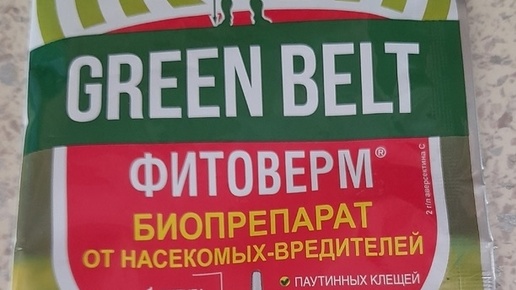 GREEN BELT
ФИТОВЕРМ®
БИОПРЕПАРАТ
ОТ НАСЕКОМЫХ-ВРЕДИТЕЛЕЙ
ПАУТИННЫХ КЛЕЩЕЙ
2 г/л аверсектина С